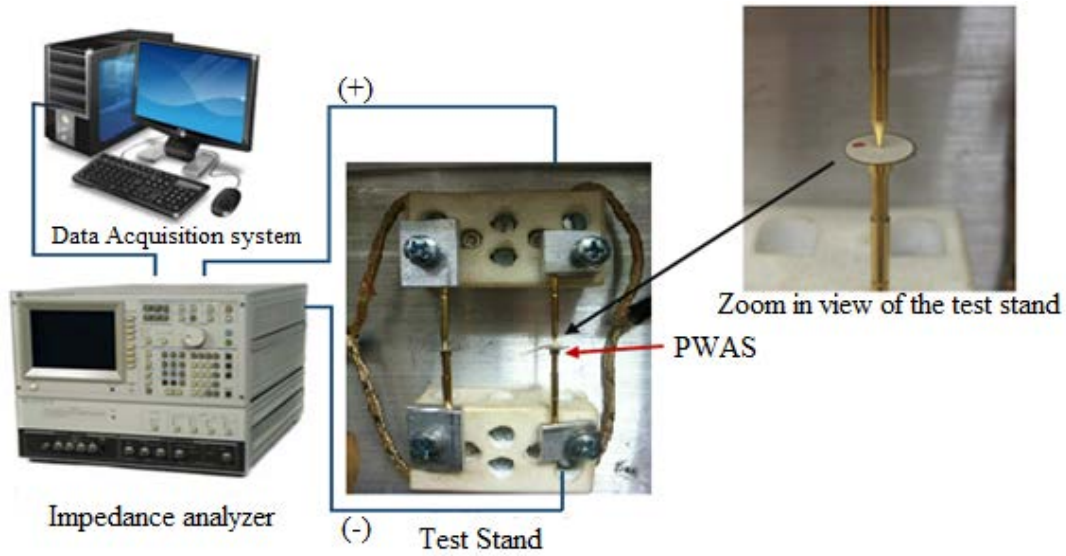 (+)
Data Acquisition system
Zoom in view of the test stand
PWAS
Impedance analyzer
(-)
Test Stand